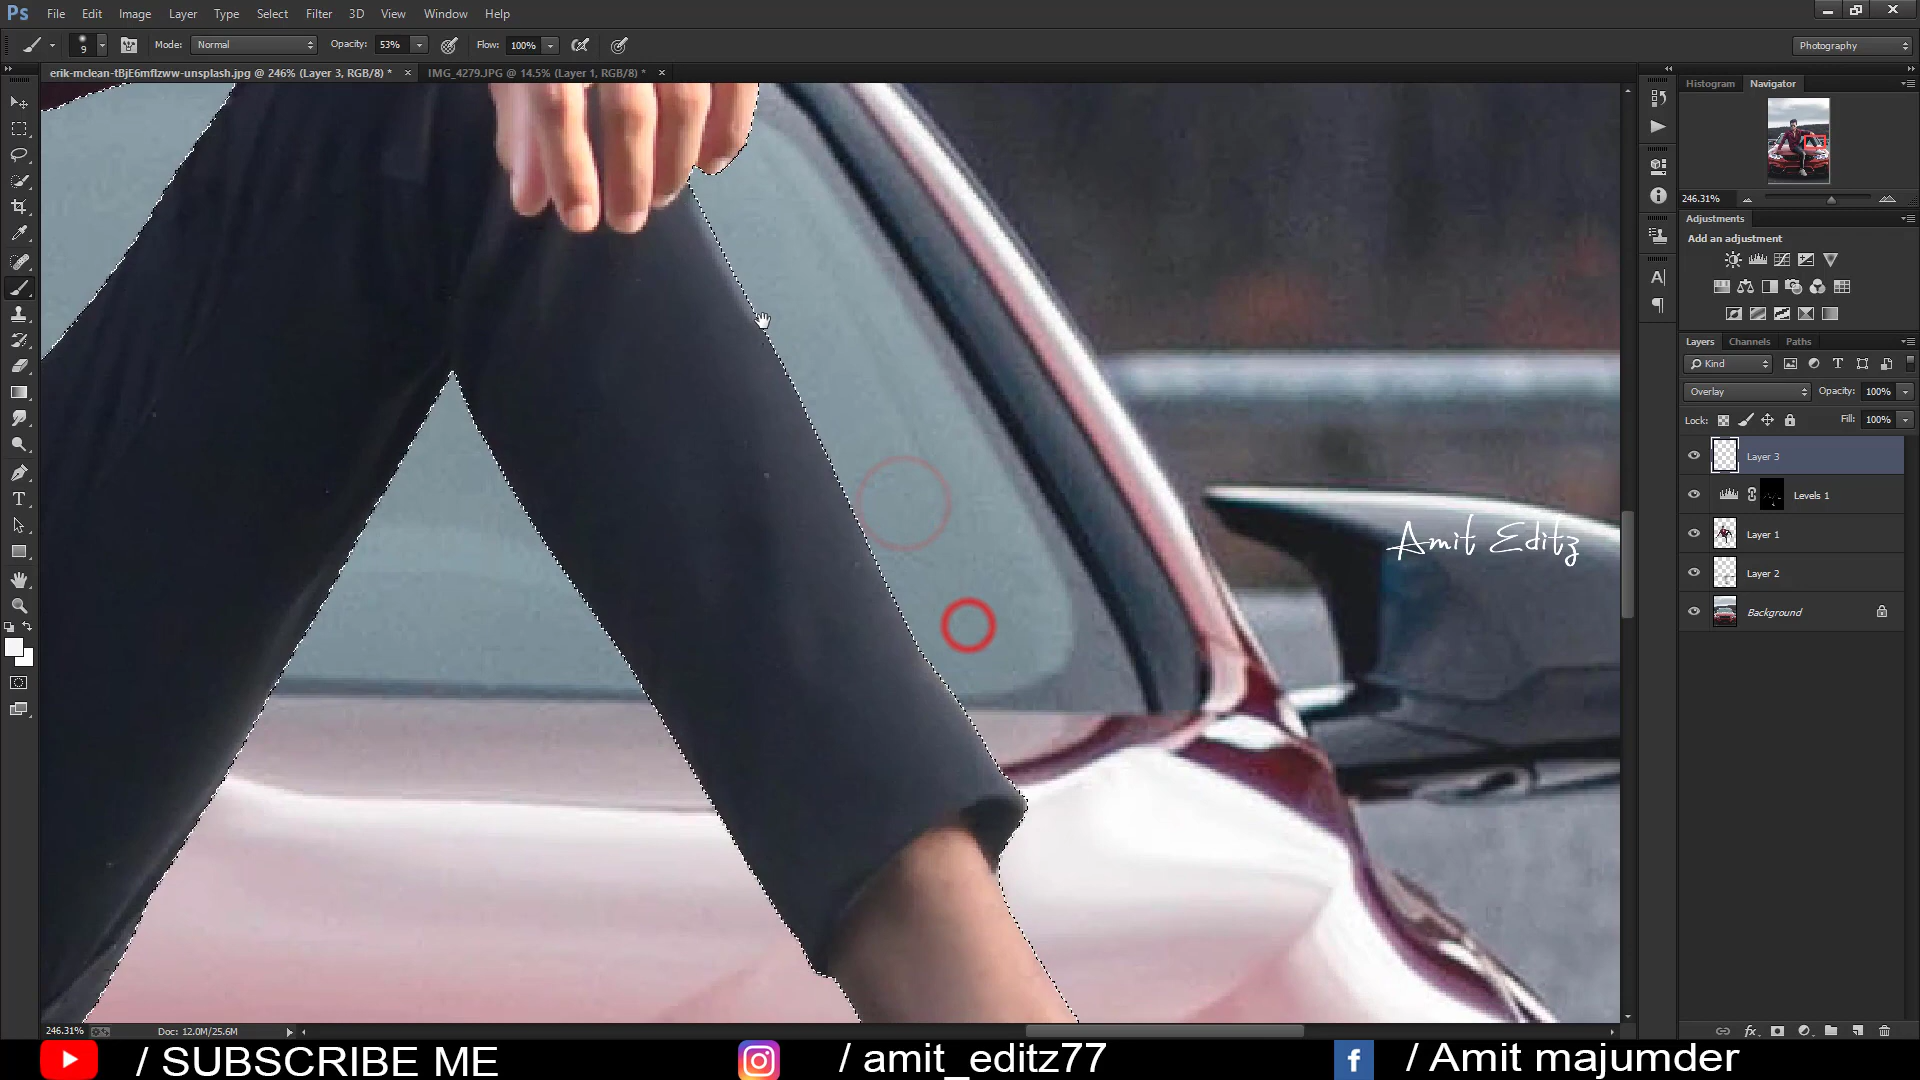 Ps File Edit Image Layer Type Select Filter 3D View Window Help
9 Mode: Normal Opacity: 53% Flow: 100% Photography
erik-mclean-tBjE6mflzww-unsplash.jpg @ 246% (Layer 3, RGB/8) * × IMG_4279.JPG @ 14.5% (Layer 1, RGB/8) * ×
Histogram Navigator
246.31%
Adjustments
Add an adjustment
Layers Channels Paths
Kind
Overlay Opacity: 100%
Lock: Fill: 100%
Layer 3
Levels 1
Layer 1
Layer 2
Background
Amit Editz
246.31% Doc: 12.0M/25.6M
/ SUBSCRIBE ME / amit_editz77 / Amit majumder